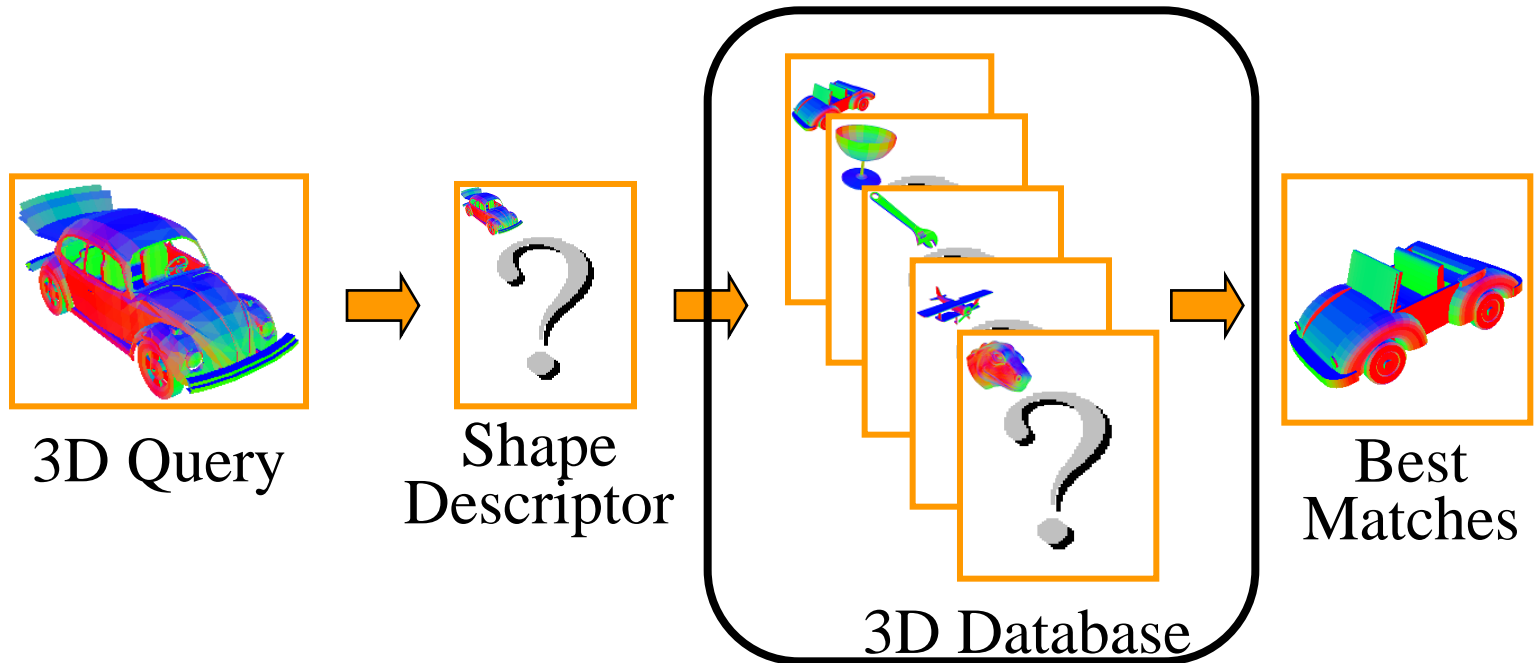 3D Query
Shape
Descriptor
3D Database
Best
Matches